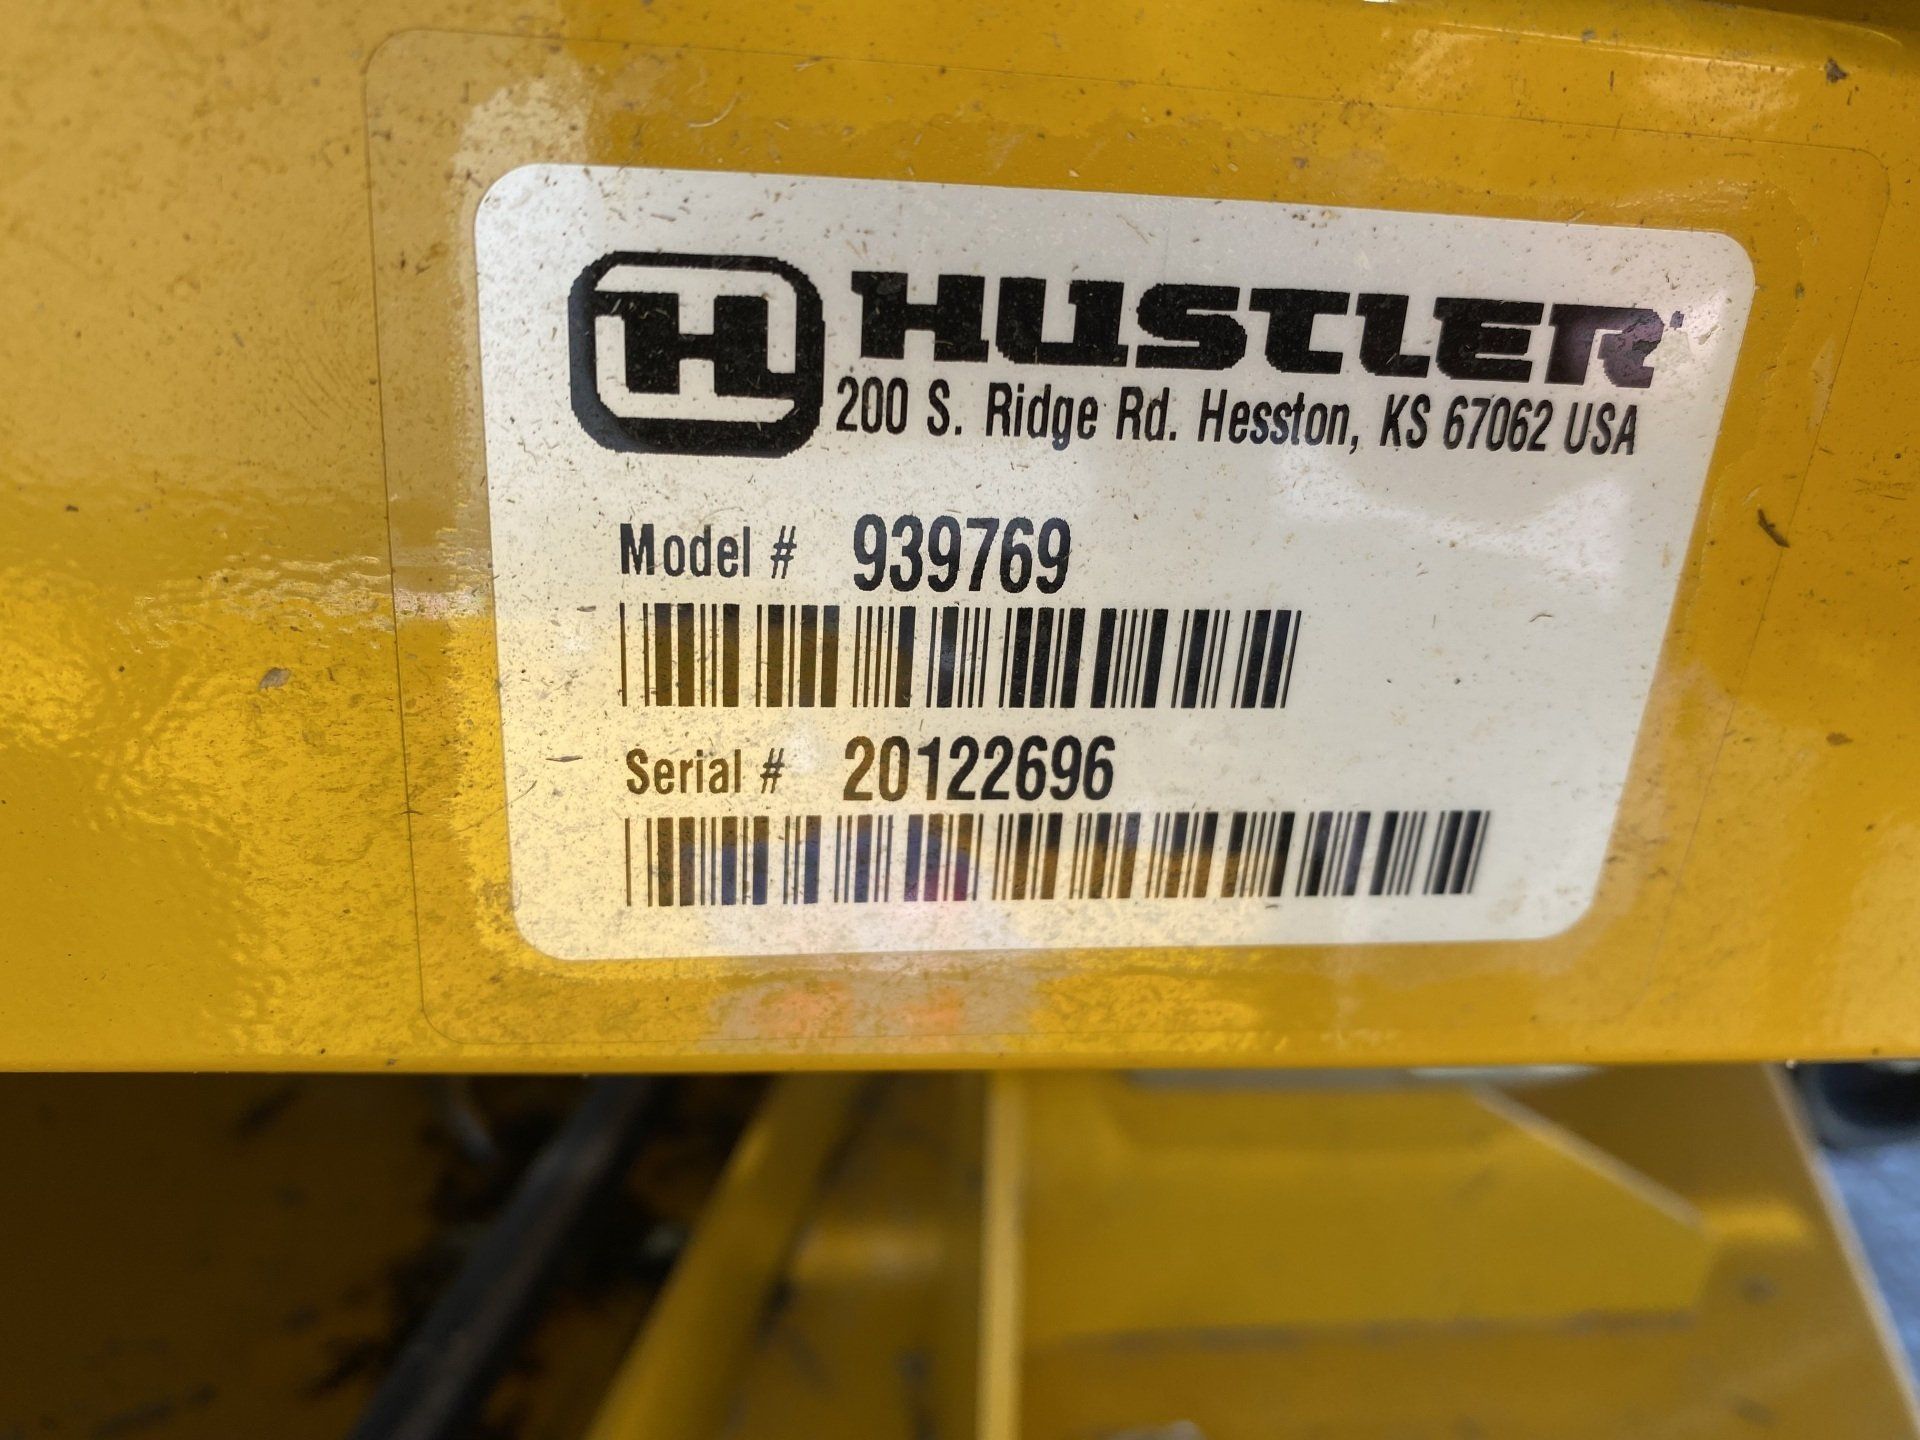 H HUSTLER
200 S. Ridge Rd. Hesston, KS 67062 USA
Model # 939769
Serial # 20122696